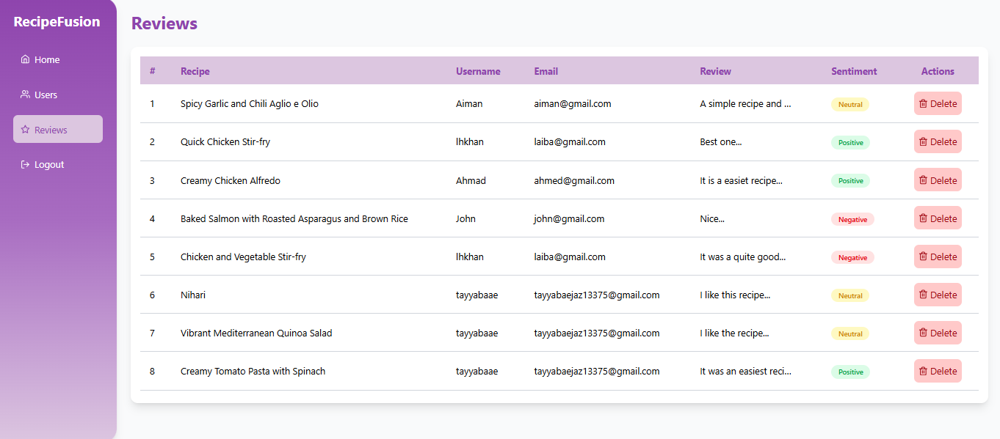 RecipeFusion
Home
Users
Reviews
Logout
Reviews
# Recipe Username Email Review Sentiment Actions
1 Spicy Garlic and Chili Aglio e Olio Aiman aiman@gmail.com A simple recipe and ... Neutral Delete
2 Quick Chicken Stir-fry lhkhan laiba@gmail.com Best one... Positive Delete
3 Creamy Chicken Alfredo Ahmad ahmed@gmail.com It is a easiet recipe... Positive Delete
4 Baked Salmon with Roasted Asparagus and Brown Rice John john@gmail.com Nice... Negative Delete
5 Chicken and Vegetable Stir-fry lhkhan laiba@gmail.com It was a quite good... Negative Delete
6 Nihari tayyabaae tayyabaejaz13375@gmail.com I like this recipe... Neutral Delete
7 Vibrant Mediterranean Quinoa Salad tayyabaae tayyabaejaz13375@gmail.com I like the recipe... Neutral Delete
8 Creamy Tomato Pasta with Spinach tayyabaae tayyabaejaz13375@gmail.com It was an easiest reci... Positive Delete